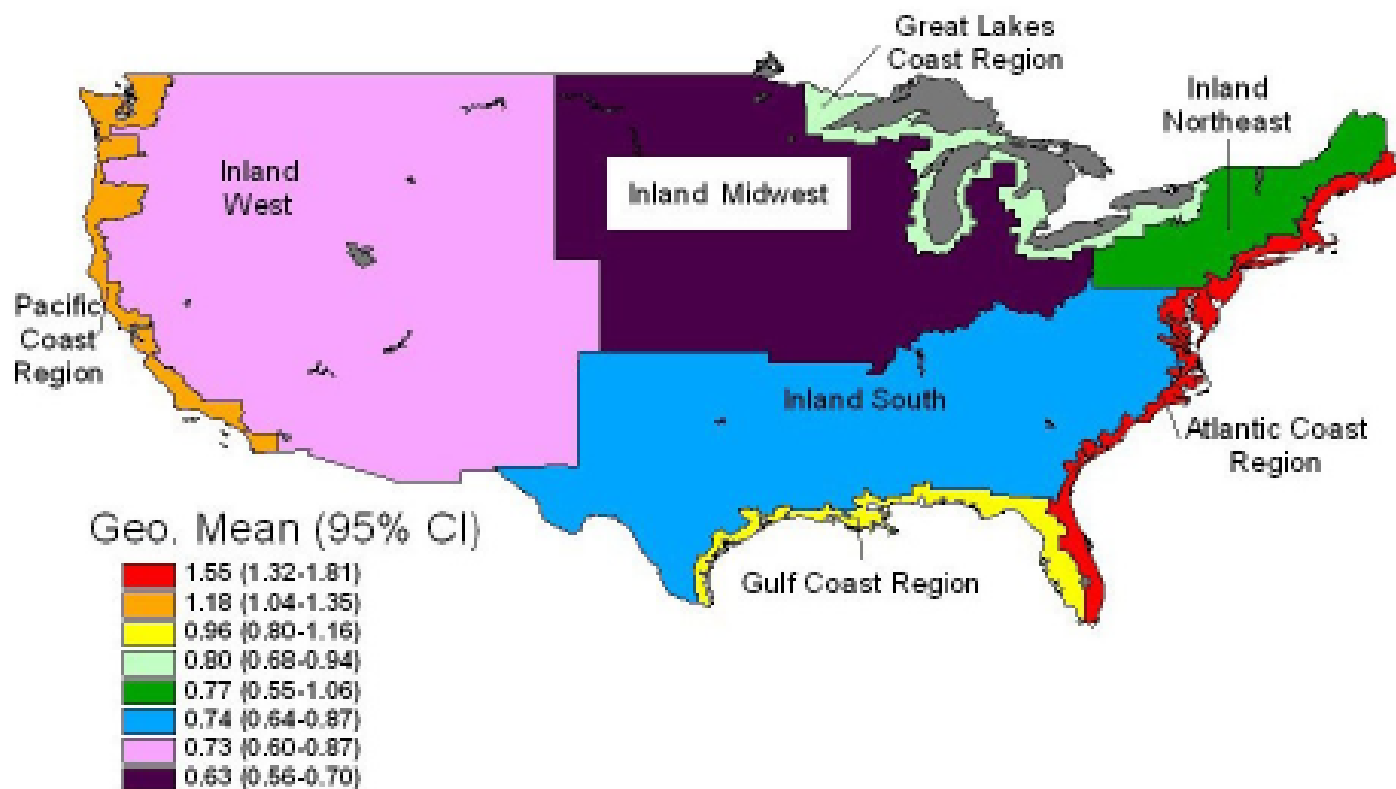 Great Lakes
Coast Region
Inland
Northeast
Inland
West
Inland Midwest
Pacific
Coast
Region
Inland South
Atlantic Coast
Region
Gulf Coast Region
Geo. Mean (95% CI)
1.55 (1.32-1.81)
1.18 (1.04-1.35)
0.96 (0.80-1.16)
0.80 (0.68-0.94)
0.77 (0.55-1.06)
0.74 (0.64-0.87)
0.73 (0.60-0.87)
0.63 (0.56-0.70)